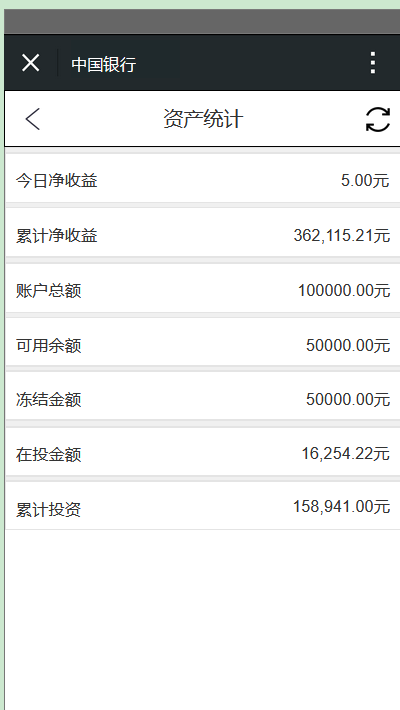 中国银行
资产统计
今日净收益 5.00元
累计净收益 362,115.21元
账户总额 100000.00元
可用余额 50000.00元
冻结金额 50000.00元
在投金额 16,254.22元
累计投资 158,941.00元